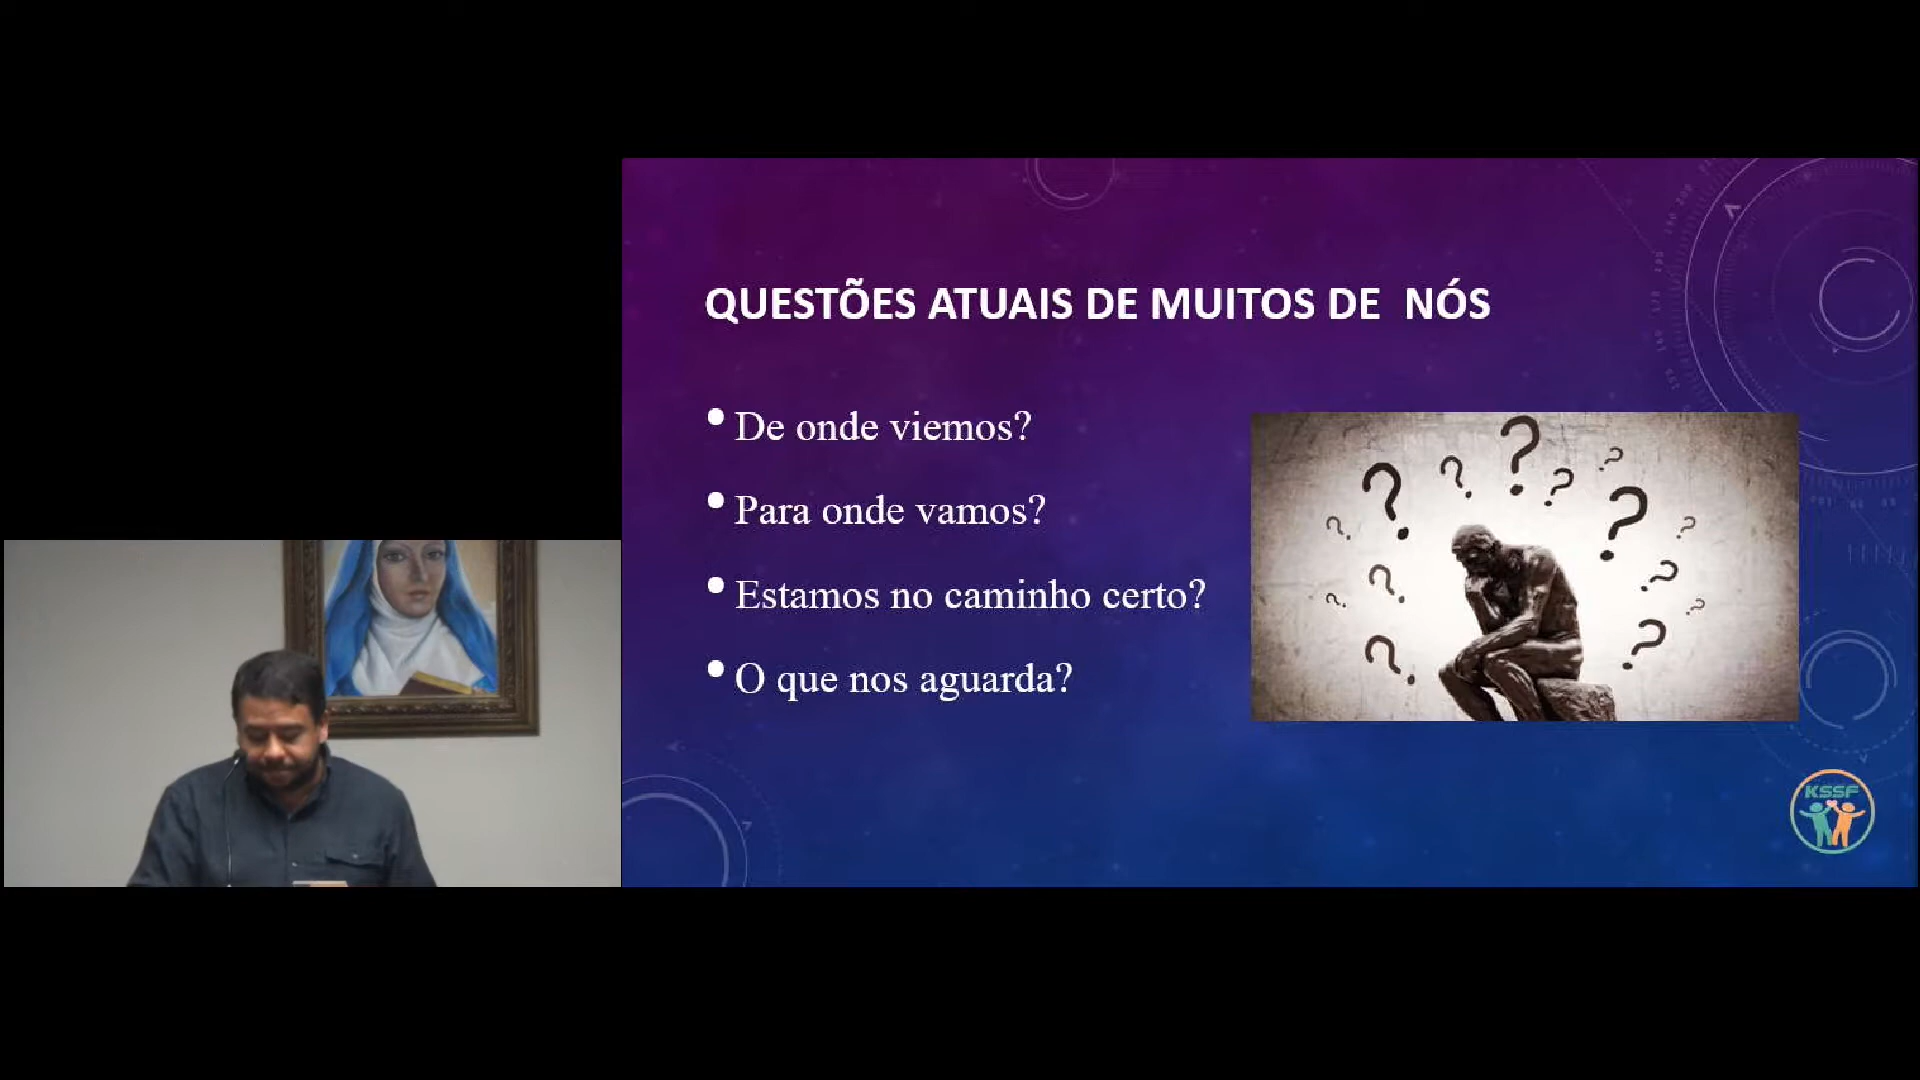 QUESTÕES ATUAIS DE MUITOS DE NÓS
• De onde viemos?
• Para onde vamos?
• Estamos no caminho certo?
• O que nos aguarda?
KSSF